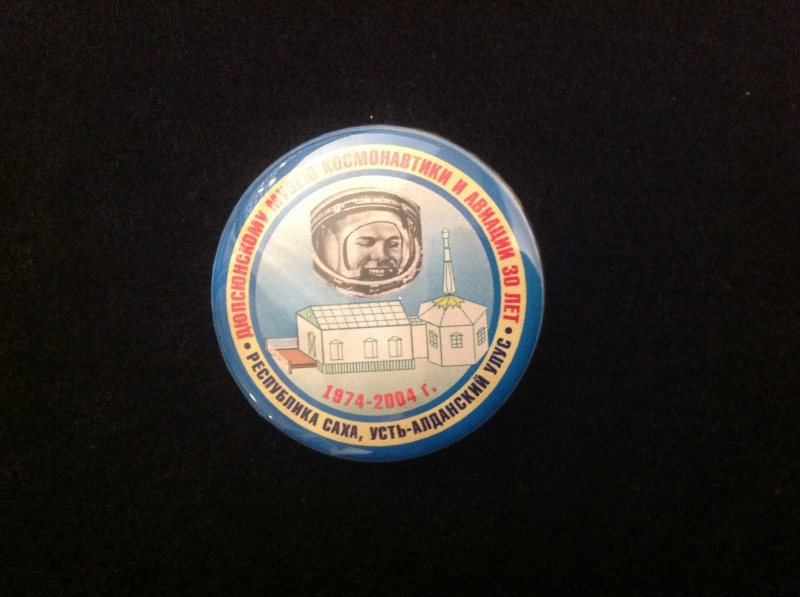 ДЮПСЮНСКОМУ МУЗЕЮ КОСМОНАВТИКИ И АВИАЦИИ 30 ЛЕТ
1974-2004 г.
• РЕСПУБЛИКА САХА, УСТЬ-АЛДАНСКИЙ УЛУС •